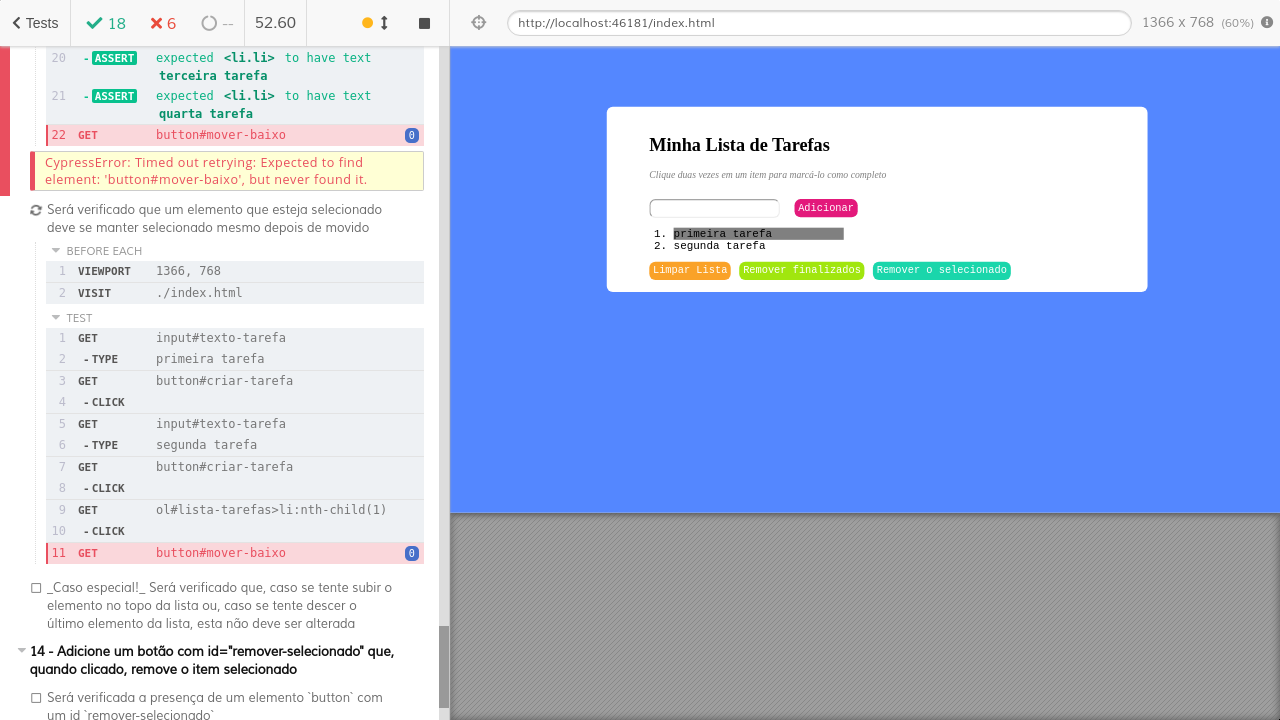 Tests 18 6 -- 52.60 http://localhost:46181/index.html 1366 x 768 (60%)
20 - ASSERT expected <li.li> to have text
terceira tarefa
21 - ASSERT expected <li.li> to have text
quarta tarefa
22 GET button#mover-baixo 0
CypressError: Timed out retrying: Expected to find
element: 'button#mover-baixo', but never found it.
Será verificado que um elemento que esteja selecionado
deve se manter selecionado mesmo depois de movido
BEFORE EACH
1 VIEWPORT 1366, 768
2 VISIT ./index.html
TEST
1 GET input#texto-tarefa
2 - TYPE primeira tarefa
3 GET button#criar-tarefa
4 - CLICK
5 GET input#texto-tarefa
6 - TYPE segunda tarefa
7 GET button#criar-tarefa
8 - CLICK
9 GET ol#lista-tarefas>li:nth-child(1)
10 - CLICK
11 GET button#mover-baixo 0
_Caso especial!_ Será verificado que, caso se tente subir o
elemento no topo da lista ou, caso se tente descer o
último elemento da lista, esta não deve ser alterada
14 - Adicione um botão com id="remover-selecionado" que,
quando clicado, remove o item selecionado
Será verificada a presença de um elemento `button` com
um id `remover-selecionado`
Minha Lista de Tarefas
Clique duas vezes em um item para marcá-lo como completo
Adicionar
1. primeira tarefa
2. segunda tarefa
Limpar Lista Remover finalizados Remover o selecionado